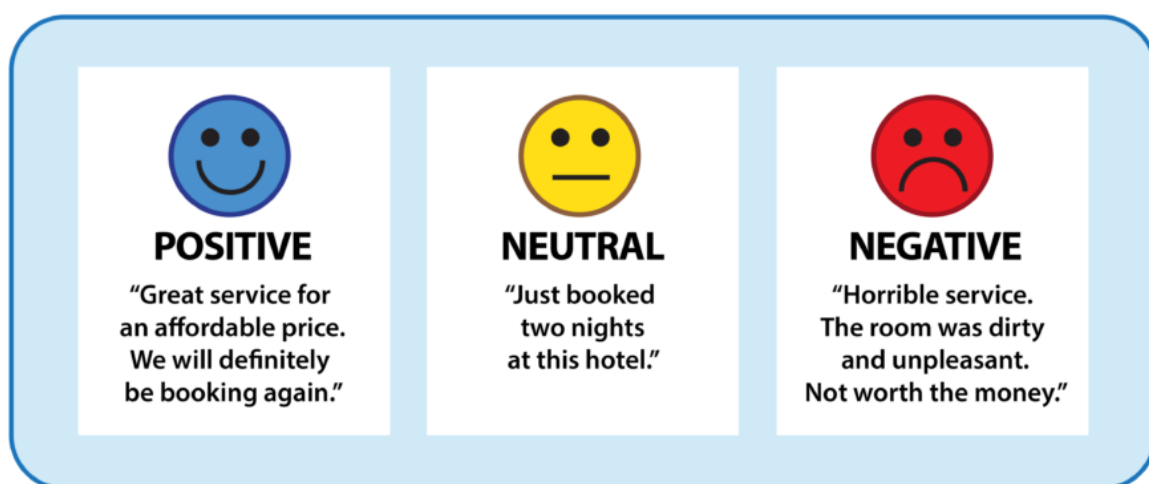 POSITIVE
“Great service for
an affordable price.
We will definitely
be booking again.”
NEUTRAL
“Just booked
two nights
at this hotel.”
NEGATIVE
“Horrible service.
The room was dirty
and unpleasant.
Not worth the money.”